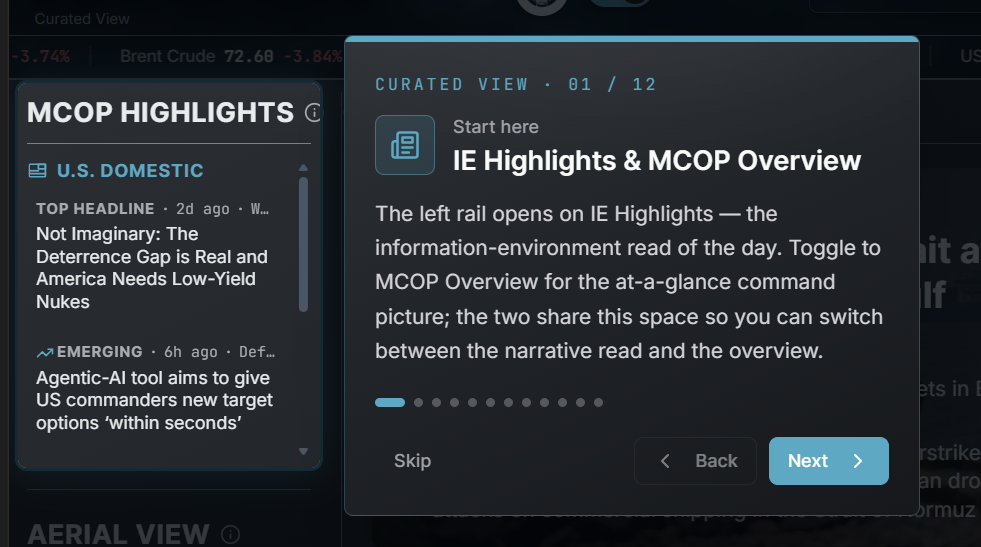 Curated View
-3.74%
Brent Crude 72.60 -3.84%
US
MCOP HIGHLIGHTS
U.S. DOMESTIC
TOP HEADLINE · 2d ago · W…
Not Imaginary: The
Deterrence Gap is Real and
America Needs Low-Yield
Nukes
EMERGING · 6h ago · Def…
Agentic-AI tool aims to give
US commanders new target
options ‘within seconds’
AERIAL VIEW
CURATED VIEW · 01 / 12
Start here
IE Highlights & MCOP Overview
The left rail opens on IE Highlights — the
information-environment read of the day. Toggle to
MCOP Overview for the at-a-glance command
picture; the two share this space so you can switch
between the narrative read and the overview.
Skip
Back
Next